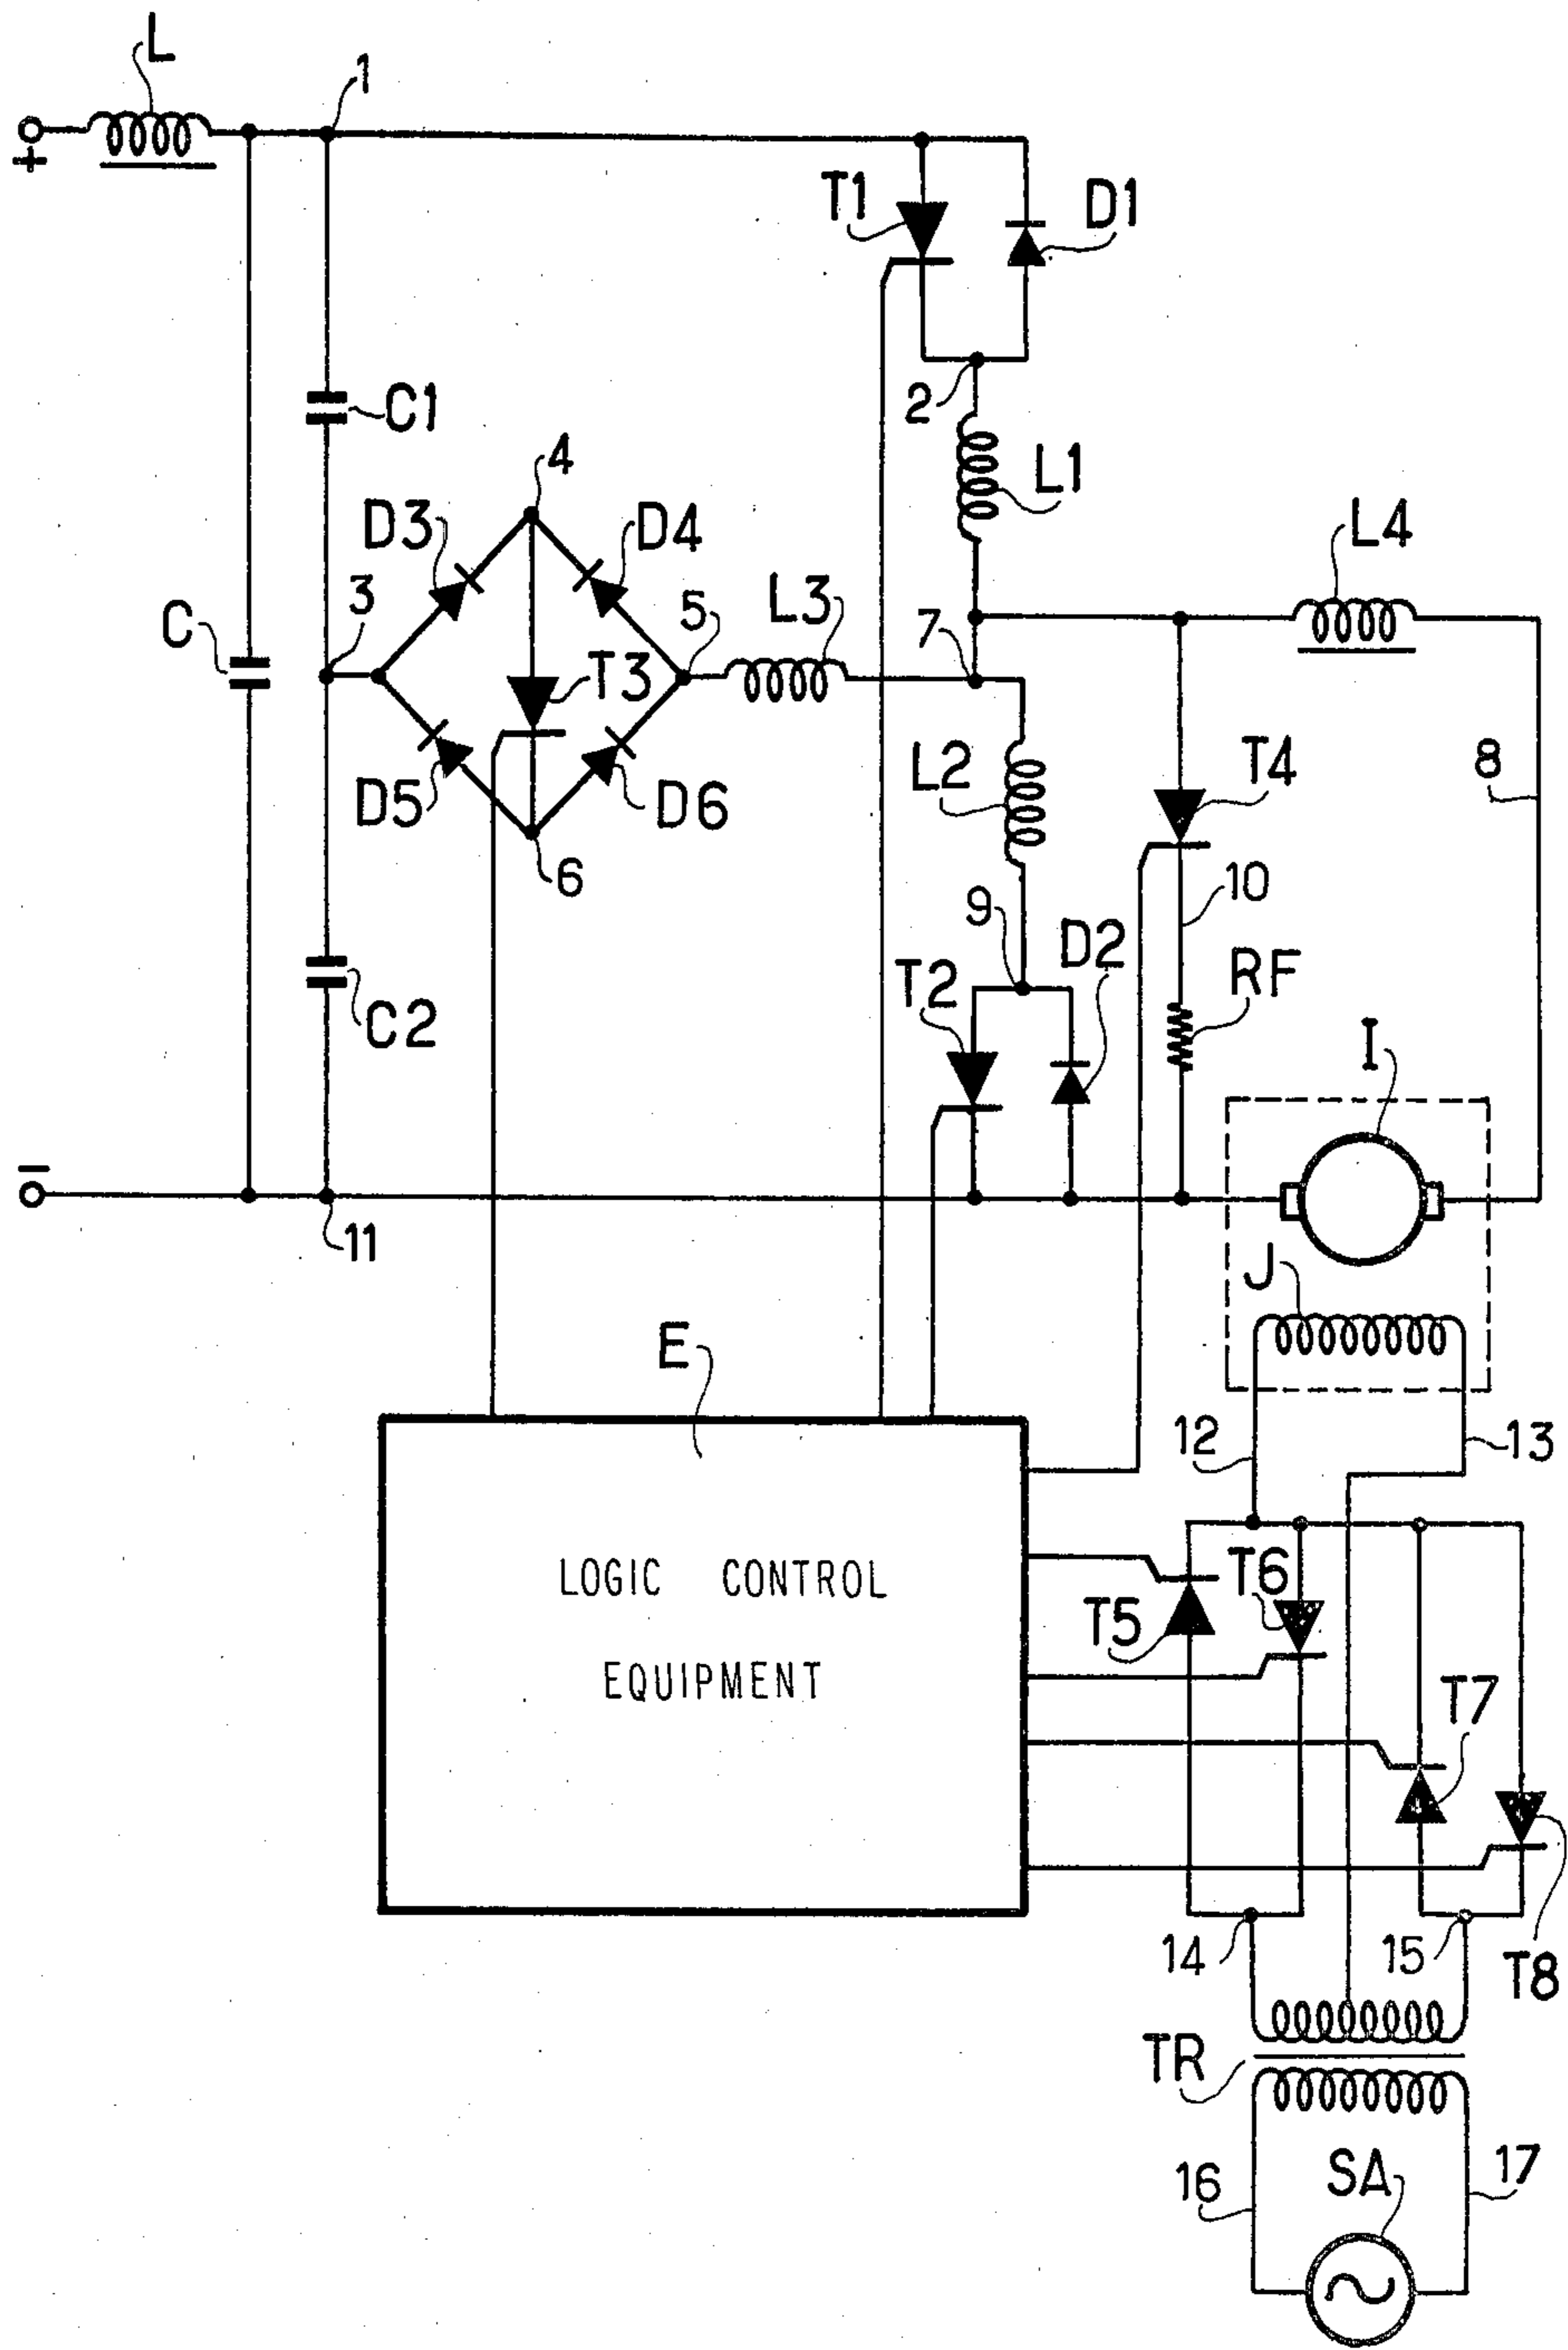 L
1
+
T1
D1
2
C1
L1
4
D3
D4
L4
3
5
L3
7
C
T3
L2
T4
8
D5
D6
6
9
10
D2
T2
RF
C2
I
−
11
J
E
12
13
LOGIC CONTROL
EQUIPMENT
T6
T5
T7
14
15
T8
TR
16
SA
17